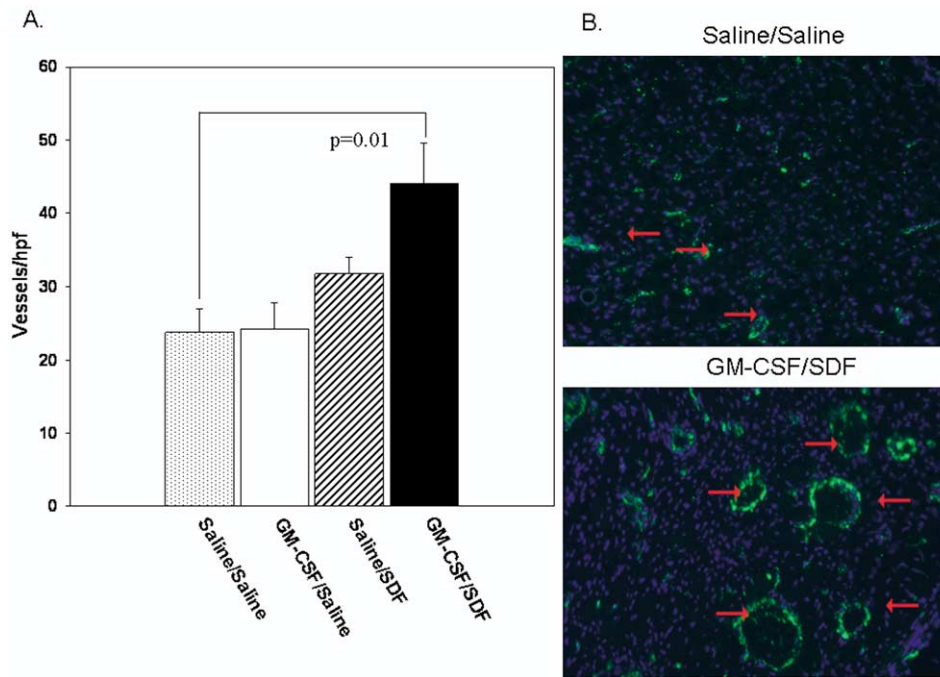 A.
60
50
40
30
20
10
0
Vessels/hpf
p=0.01
Saline/Saline
GM-CSF/Saline
Saline/SDF
GM-CSF/SDF
B.
Saline/Saline
GM-CSF/SDF